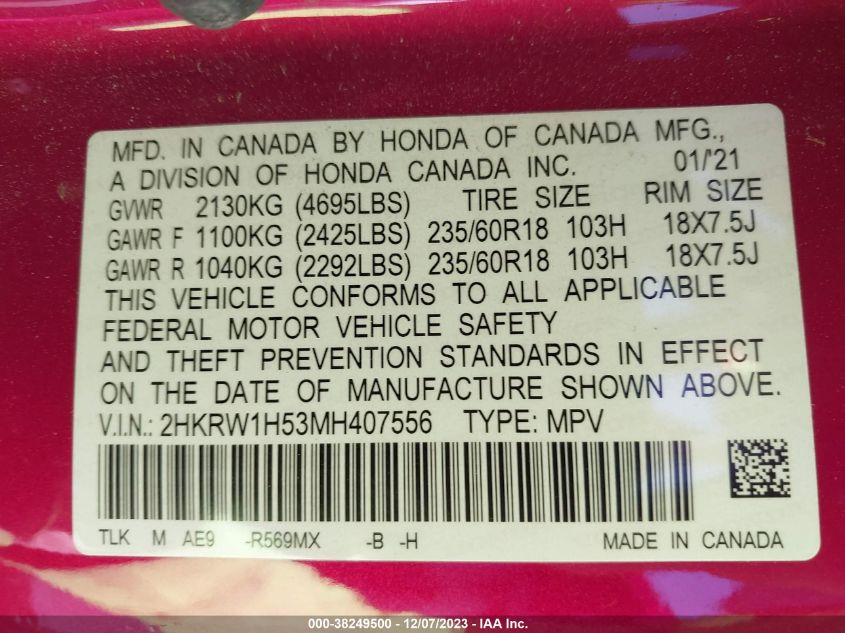 MFD. IN CANADA BY HONDA OF CANADA MFG.,
A DIVISION OF HONDA CANADA INC. 01/'21
GVWR 2130KG (4695LBS) TIRE SIZE RIM SIZE
GAWR F 1100KG (2425LBS) 235/60R18 103H 18X7.5J
GAWR R 1040KG (2292LBS) 235/60R18 103H 18X7.5J
THIS VEHICLE CONFORMS TO ALL APPLICABLE
FEDERAL MOTOR VEHICLE SAFETY
AND THEFT PREVENTION STANDARDS IN EFFECT
ON THE DATE OF MANUFACTURE SHOWN ABOVE.
V.I.N.: 2HKRW1H53MH407556 TYPE: MPV
TLK M AE9 -R569MX -B -H MADE IN CANADA
000-38249500 - 12/07/2023 - IAA Inc.